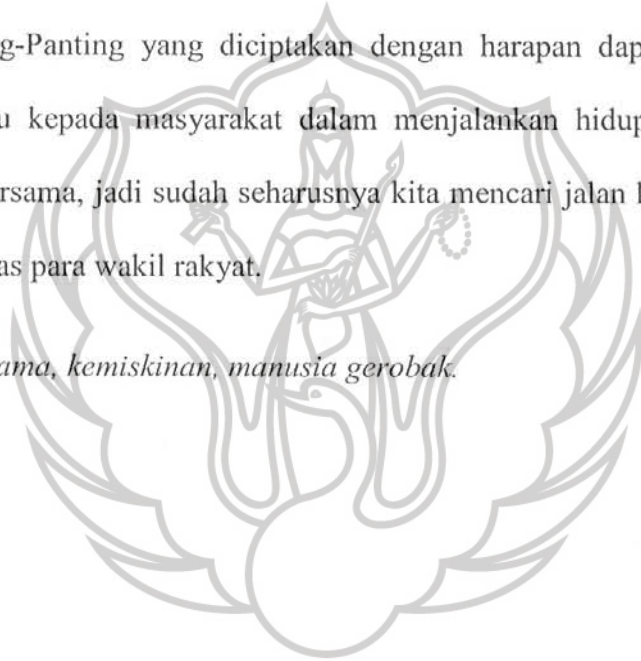 g-Panting yang diciptakan dengan harapan dap
u kepada masyarakat dalam menjalankan hidup
rsama, jadi sudah seharusnya kita mencari jalan
as para wakil rakyat.
ama, kemiskinan, manusia gerobak.